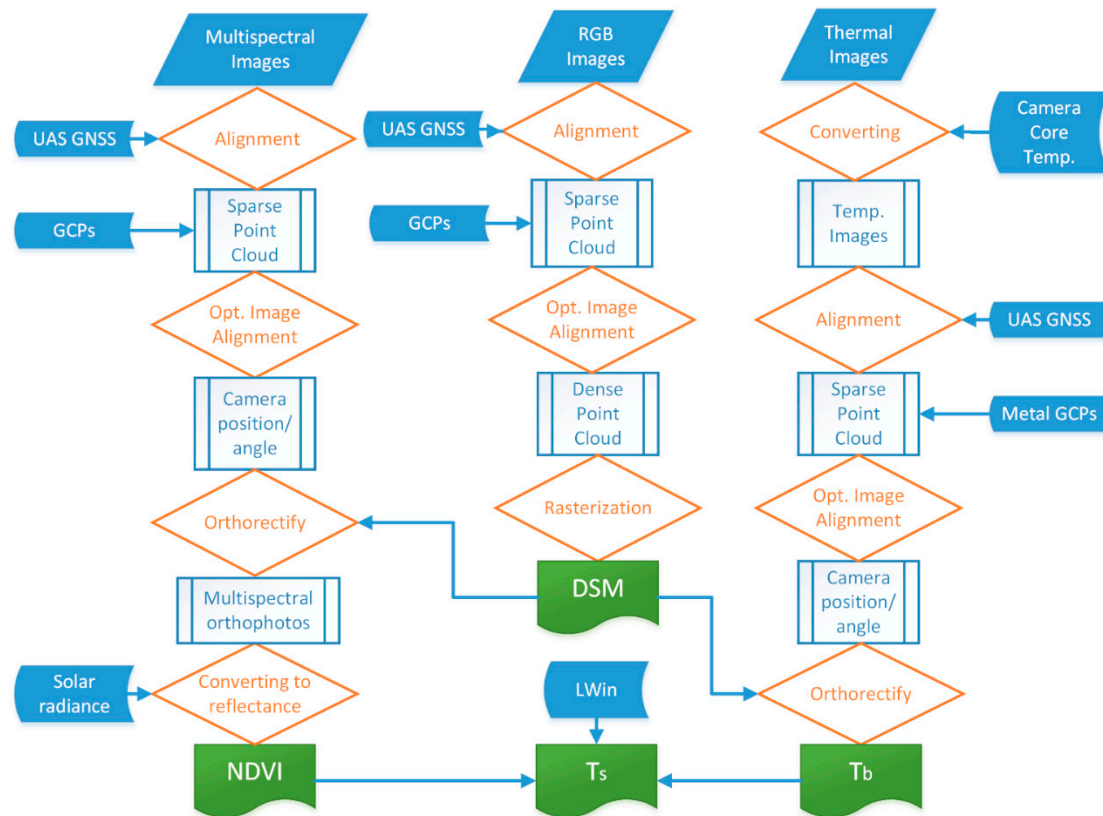 Multispectral
Images
RGB
Images
Thermal
Images
UAS GNSS
Alignment
UAS GNSS
Alignment
Converting
Camera
Core
Temp.
GCPs
Sparse
Point
Cloud
GCPs
Sparse
Point
Cloud
Temp.
Images
Opt. Image
Alignment
Opt. Image
Alignment
Alignment
UAS GNSS
Camera
position/
angle
Dense
Point
Cloud
Sparse
Point
Cloud
Metal GCPs
Orthorectify
Rasterization
Opt. Image
Alignment
Multispectral
orthophotos
DSM
Camera
position/
angle
Solar
radiance
Converting to
reflectance
LWin
Orthorectify
NDVI
Ts
Tb